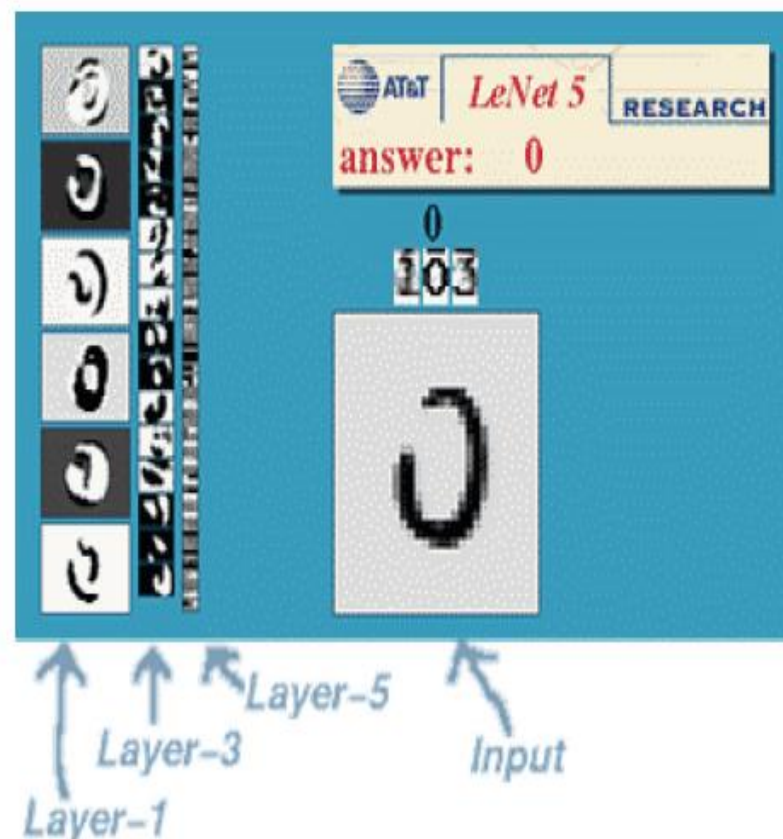 AT&T LeNet 5 RESEARCH
answer: 0
0
103
Layer-5
Layer-3
Input
Layer-1